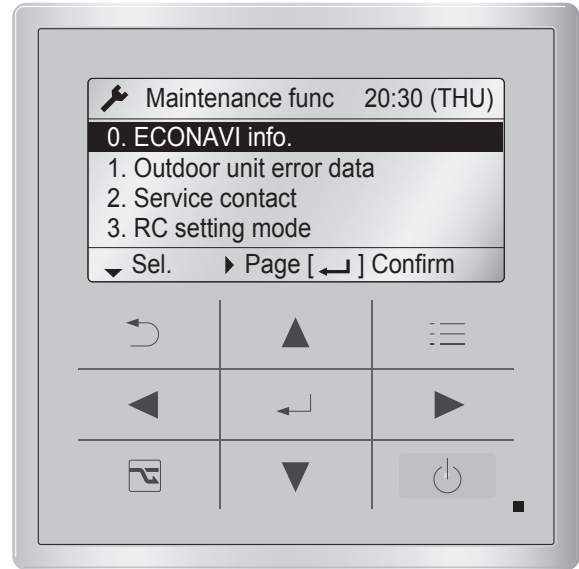 Maintenance func 20:30 (THU)
0. ECONAVI info.
1. Outdoor unit error data
2. Service contact
3. RC setting mode
Sel. Page [ ] Confirm